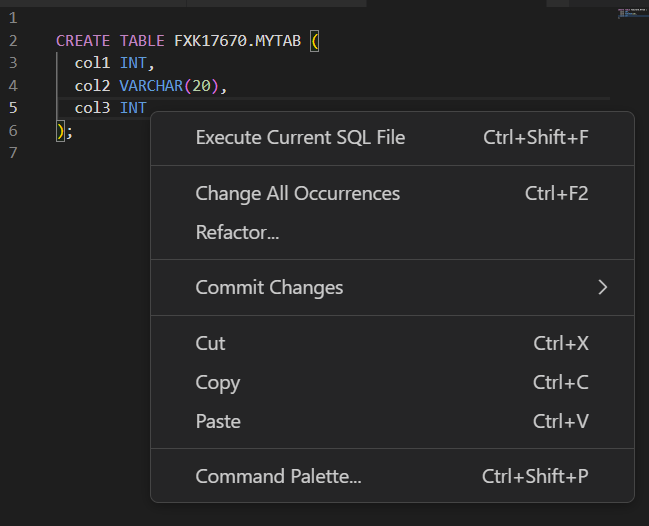 1
2 CREATE TABLE FXK17670.MYTAB (
3 col1 INT,
4 col2 VARCHAR(20),
5 col3 INT
6 );
7
Execute Current SQL File Ctrl+Shift+F
Change All Occurrences Ctrl+F2
Refactor...
Commit Changes
Cut Ctrl+X
Copy Ctrl+C
Paste Ctrl+V
Command Palette... Ctrl+Shift+P